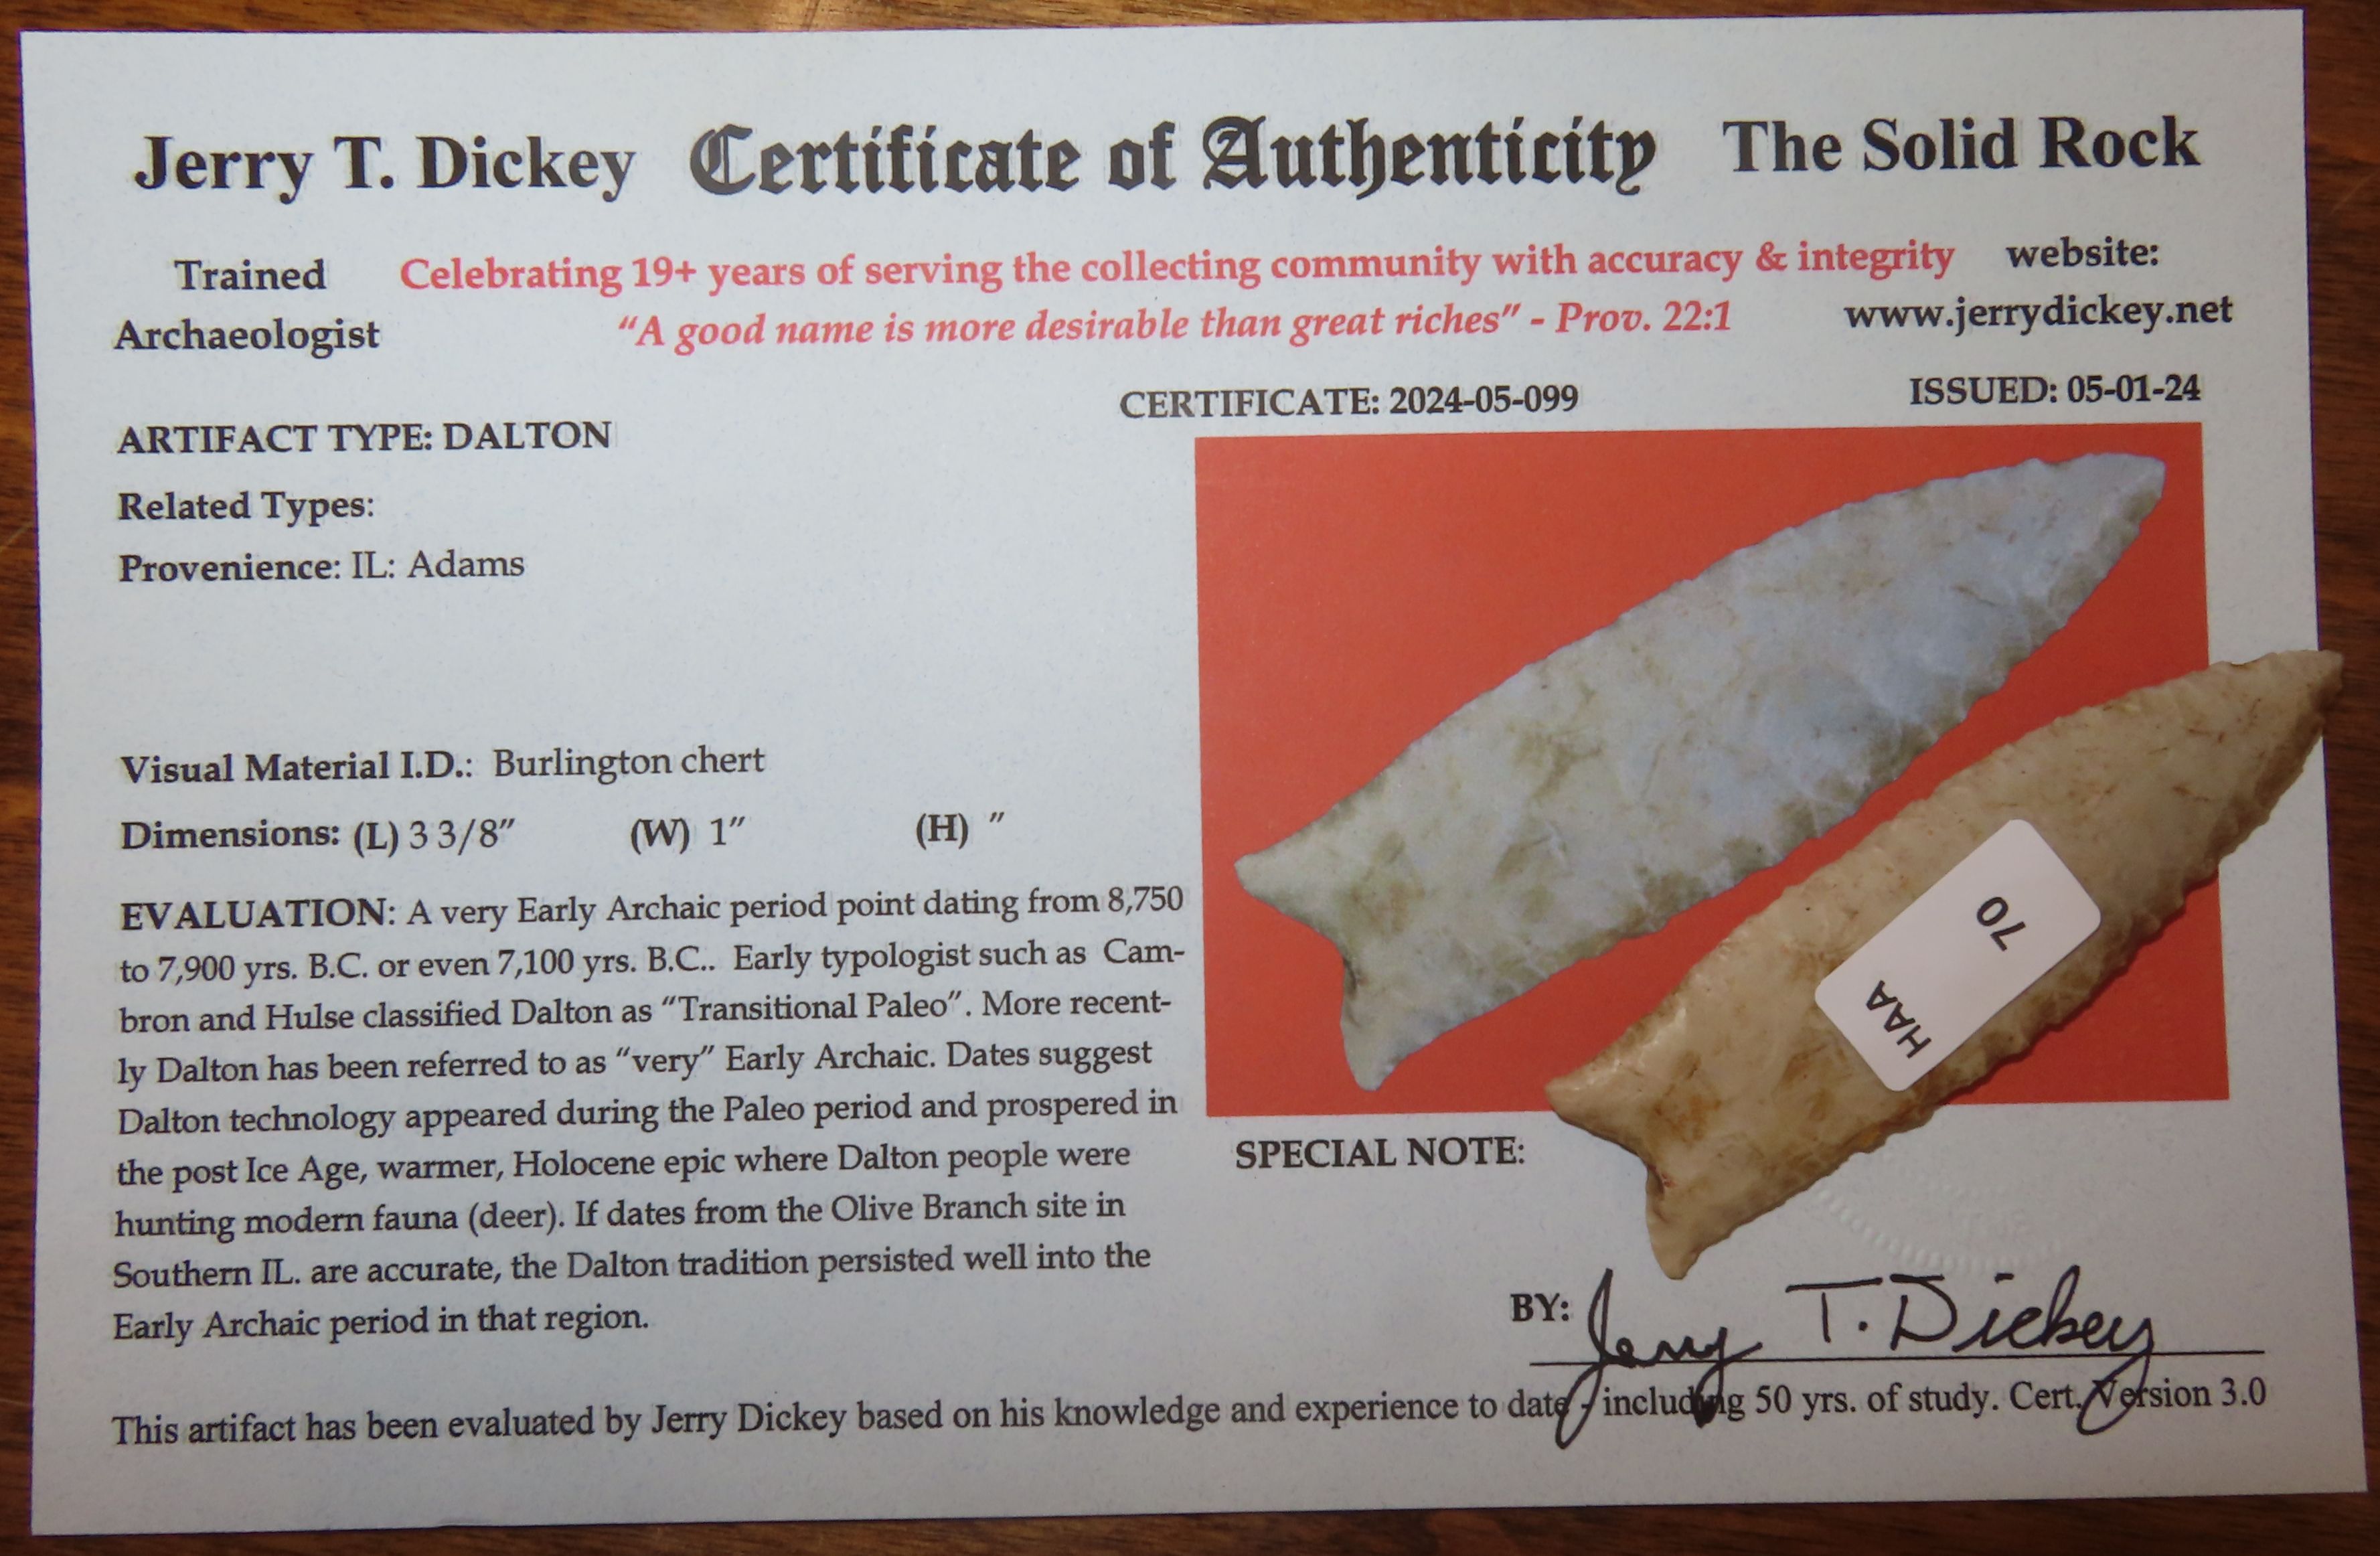 Jerry T. Dickey Certificate of Authenticity The Solid Rock
Trained Celebrating 19+ years of serving the collecting community with accuracy & integrity website:
Archaeologist "A good name is more desirable than great riches" - Prov. 22:1 www.jerrydickey.net
CERTIFICATE: 2024-05-099 ISSUED: 05-01-24
ARTIFACT TYPE: DALTON
Related Types:
Provenience: IL: Adams
Visual Material I.D.: Burlington chert
Dimensions: (L) 3 3/8" (W) 1" (H) "
EVALUATION: A very Early Archaic period point dating from 8,750
to 7,900 yrs. B.C. or even 7,100 yrs. B.C.. Early typologist such as Cam-
bron and Hulse classified Dalton as "Transitional Paleo". More recent-
ly Dalton has been referred to as "very" Early Archaic. Dates suggest
Dalton technology appeared during the Paleo period and prospered in
the post Ice Age, warmer, Holocene epic where Dalton people were
hunting modern fauna (deer). If dates from the Olive Branch site in
Southern IL. are accurate, the Dalton tradition persisted well into the
Early Archaic period in that region.
HAA
70
SPECIAL NOTE:
BY: Jerry T. Dickey
This artifact has been evaluated by Jerry Dickey based on his knowledge and experience to date - including 50 yrs. of study. Cert. Version 3.0